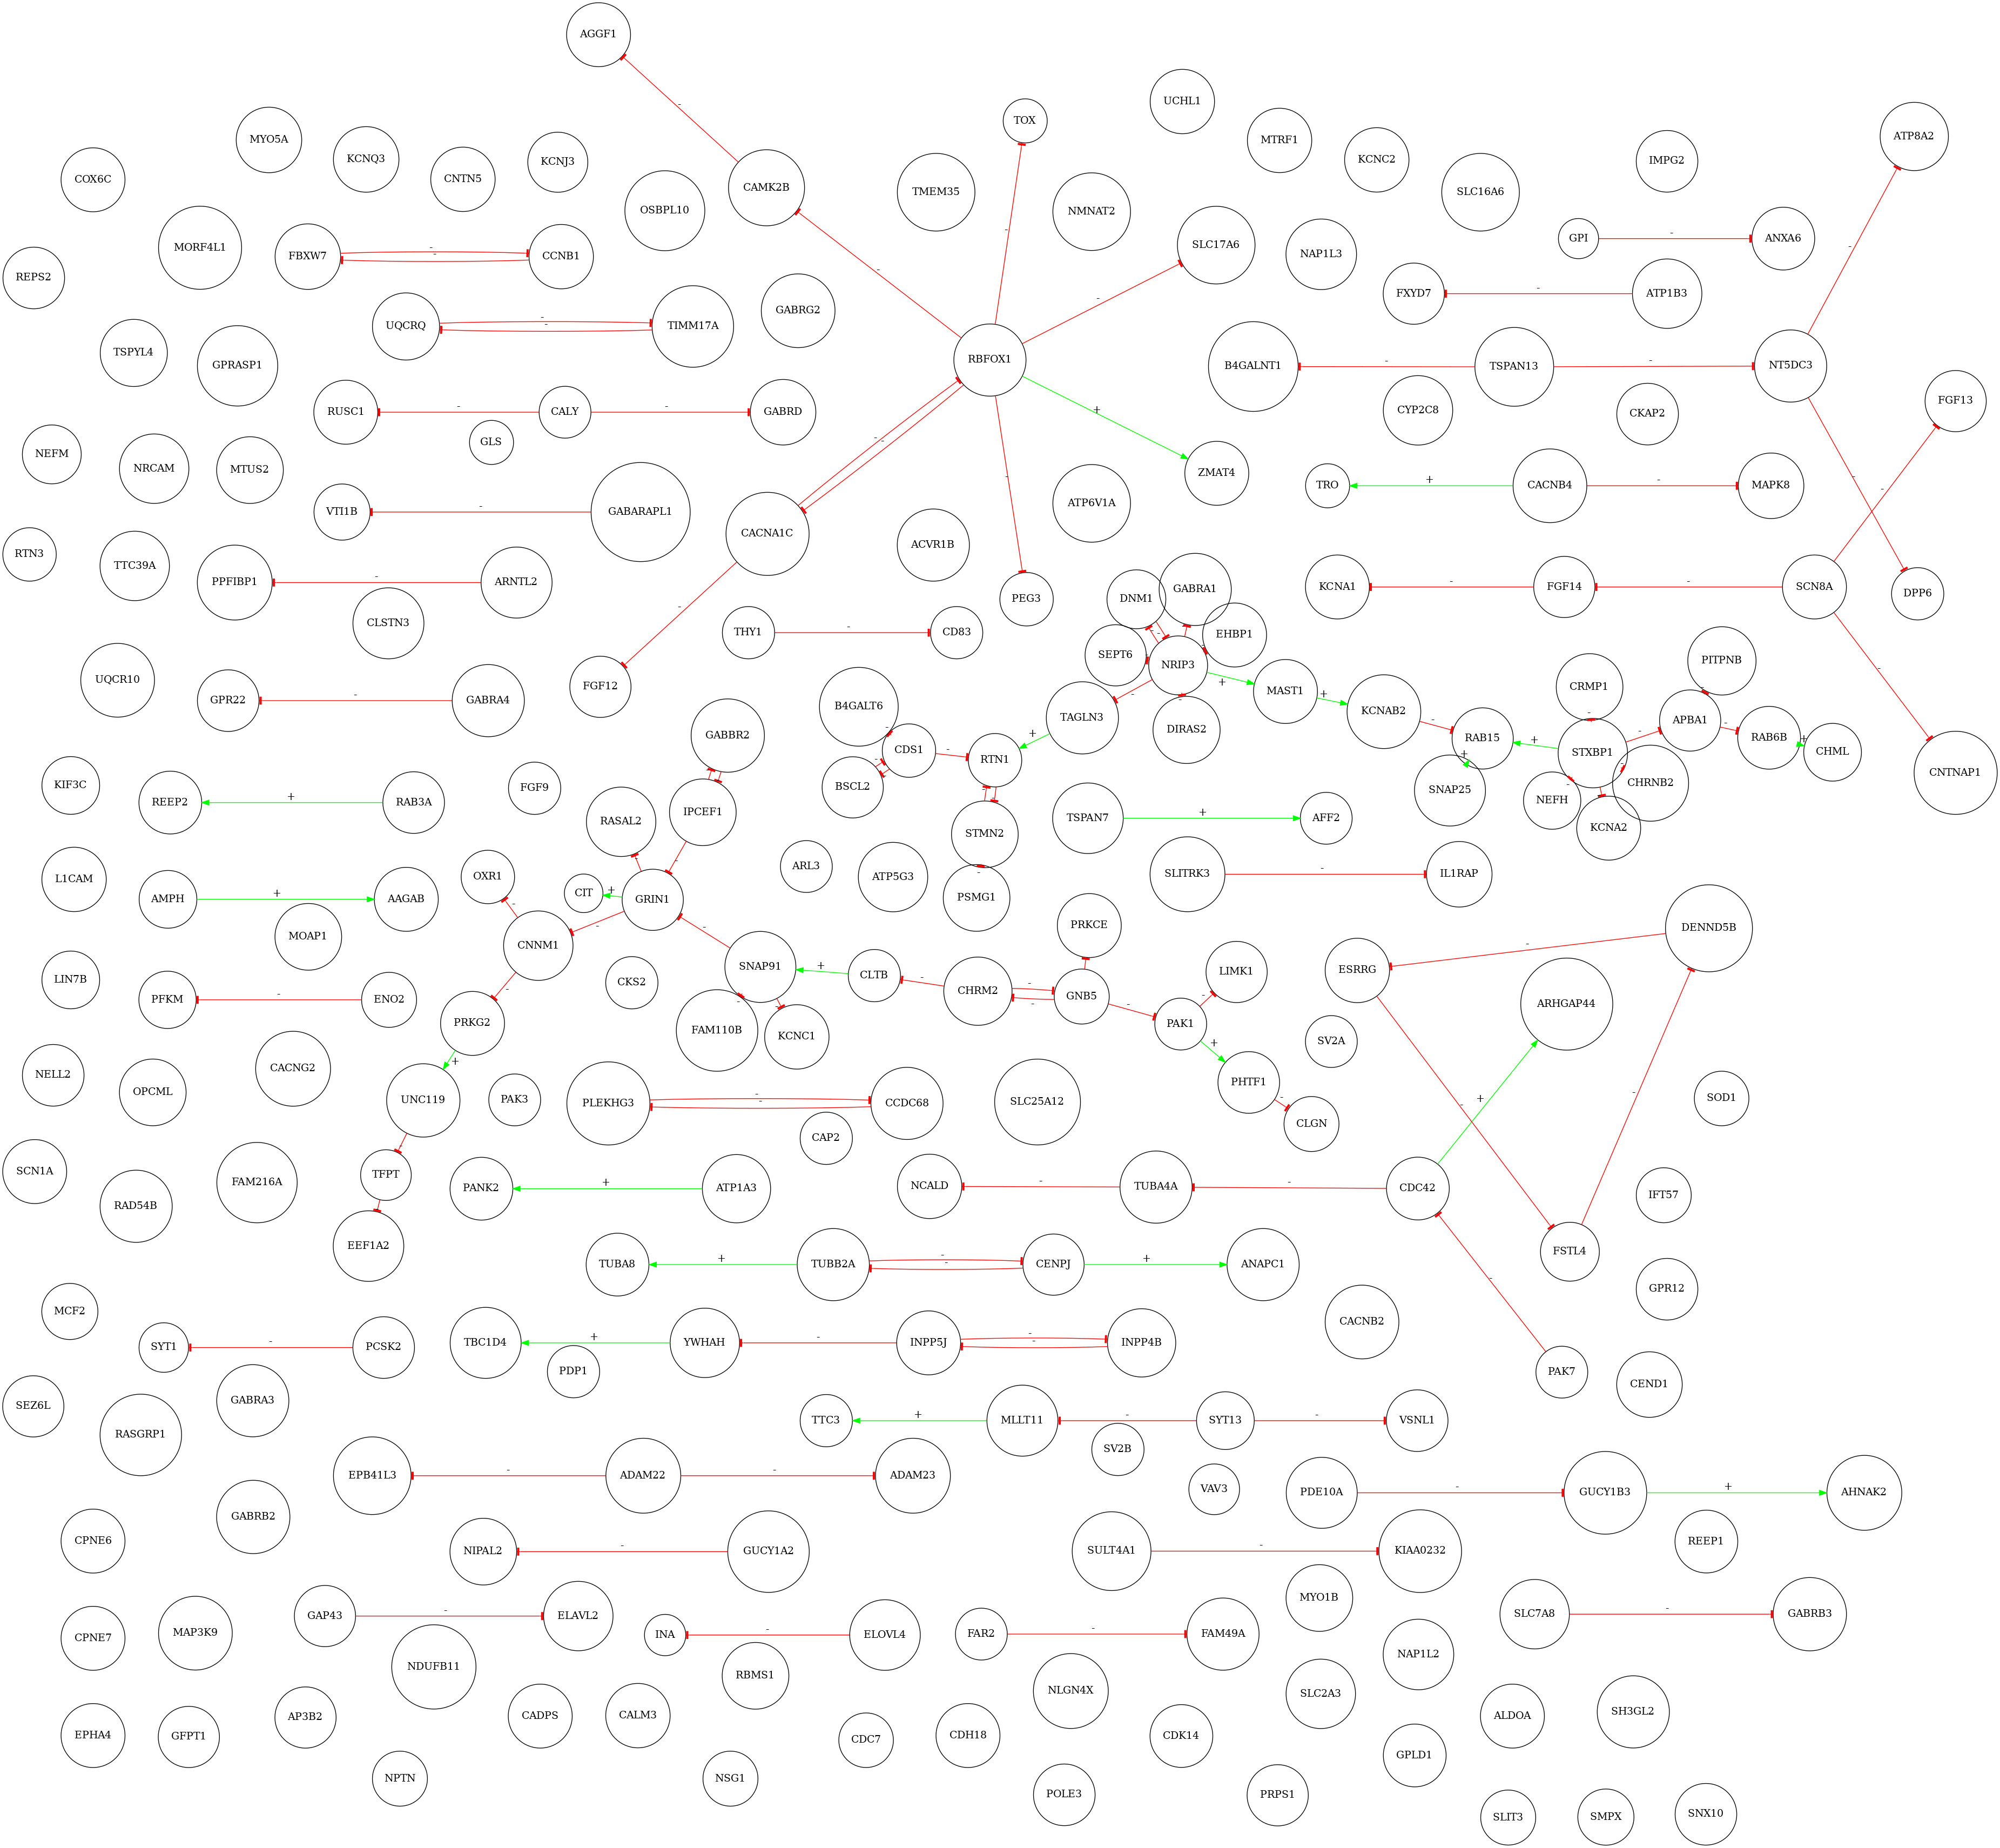 AGGF1
UCHL1
TOX
MTRF1
ATP8A2
MYO5A
KCNQ3
KCNJ3
KCNC2
IMPG2
COX6C
CNTN5
CAMK2B
TMEM35
SLC16A6
OSBPL10
NMNAT2
MORF4L1
SLC17A6
GPI
ANXA6
FBXW7
CCNB1
NAP1L3
REPS2
FXYD7
ATP1B3
GABRG2
UQCRQ
TIMM17A
TSPYL4
RBFOX1
GPRASP1
B4GALNT1
TSPAN13
NT5DC3
FGF13
RUSC1
CALY
GABRD
CYP2C8
CKAP2
GLS
NEFM
NRCAM
MTUS2
ZMAT4
TRO
CACNB4
MAPK8
VTI1B
GABARAPL1
ATP6V1A
CACNA1C
ACVR1B
RTN3
TTC39A
PPFIBP1
ARNTL2
KCNA1
FGF14
SCN8A
DPP6
GABRA1
DNM1
PEG3
CLSTN3
THY1
CD83
EHBP1
SEPT6
NRIP3
PITPNB
UQCR10
GPR22
GABRA4
FGF12
CRMP1
MAST1
B4GALT6
TAGLN3
KCNAB2
APBA1
DIRAS2
GABBR2
RAB15
STXBP1
RAB6B
CHML
CDS1
RTN1
CNTNAP1
KIF3C
FGF9
BSCL2
SNAP25
CHRNB2
REEP2
RAB3A
IPCEF1
NEFH
RASAL2
TSPAN7
AFF2
KCNA2
STMN2
ARL3
L1CAM
OXR1
ATP5G3
SLITRK3
IL1RAP
CIT
AMPH
AAGAB
GRIN1
PSMG1
PRKCE
DENND5B
MOAP1
CNNM1
SNAP91
CLTB
ESRRG
LIMK1
LIN7B
PFKM
ENO2
CKS2
CHRM2
GNB5
ARHGAP44
PRKG2
FAM110B
KCNC1
PAK1
SV2A
NELL2
CACNG2
OPCML
PHTF1
UNC119
PAK3
PLEKHG3
CCDC68
SLC25A12
SOD1
CLGN
CAP2
SCN1A
FAM216A
TFPT
PANK2
ATP1A3
NCALD
TUBA4A
CDC42
IFT57
RAD54B
EEF1A2
FSTL4
TUBA8
TUBB2A
CENPJ
ANAPC1
GPR12
MCF2
CACNB2
SYT1
PCSK2
TBC1D4
YWHAH
INPP5J
INPP4B
PDP1
PAK7
CEND1
SEZ6L
GABRA3
RASGRP1
TTC3
MLLT11
SYT13
VSNL1
SV2B
EPB41L3
ADAM22
ADAM23
VAV3
PDE10A
GUCY1B3
AHNAK2
GABRB2
CPNE6
REEP1
NIPAL2
GUCY1A2
SULT4A1
KIAA0232
MYO1B
GAP43
ELAVL2
SLC7A8
GABRB3
CPNE7
MAP3K9
INA
ELOVL4
FAR2
FAM49A
NAP1L2
NDUFB11
RBMS1
NLGN4X
SLC2A3
SH3GL2
AP3B2
CADPS
CALM3
ALDOA
EPHA4
GFPT1
CDC7
CDH18
CDK14
GPLD1
NPTN
NSG1
POLE3
PRPS1
SLIT3
SMPX
SNX10